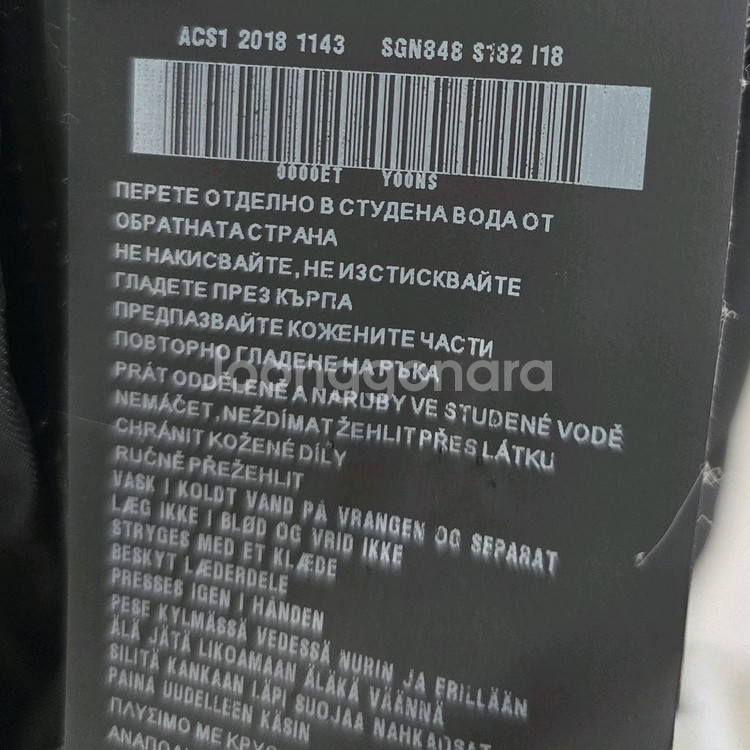 ACS1 2018 1143 SGN848 S182 I18
0000ET Y00NS
ПЕРЕТЕ ОТДЕЛНО В СТУДЕНА ВОДА ОТ
ОБРАТНАТА СТРАНА
НЕ НАКИСВАЙТЕ, НЕ ИЗСТИСКВАЙТЕ
ГЛАДЕТЕ ПРЕЗ КЪРПА
ПРЕДПАЗВАЙТЕ КОЖЕНИТЕ ЧАСТИ
ПОВТОРНО ГЛАДЕНЕ НА РЪКА
PRÁT ODDĚLENĚ A NARUBY VE STUDENÉ VODĚ
NEMÁČET, NEŽDÍMAT ŽEHLIT PŘES LÁTKU
CHRÁNIT KOŽENÉ DÍLY
RUČNĚ PŘEŽEHLIT
VASK I KOLDT VAND PÅ VRANGEN OG SEPARAT
LÆG IKKE I BLØD OG VRID IKKE
STRYGES MED ET KLÆDE
BESKYT LÆDERDELE
PRESSES IGEN I HÅNDEN
PESE KYLMÄSSÄ VEDESSÄ NURIN JA ERILLÄÄN
ÄLÄ JÄTÄ LIKOAMAAN ÄLÄKÄ VÄÄNNÄ
SILITÄ KANKAAN LÄPI SUOJAA NAHKAOSAT
PAINA UUDELLEEN KÄSIN
ΠΛΥΣΙΜΟ ΜΕ ΚΡΥΟ